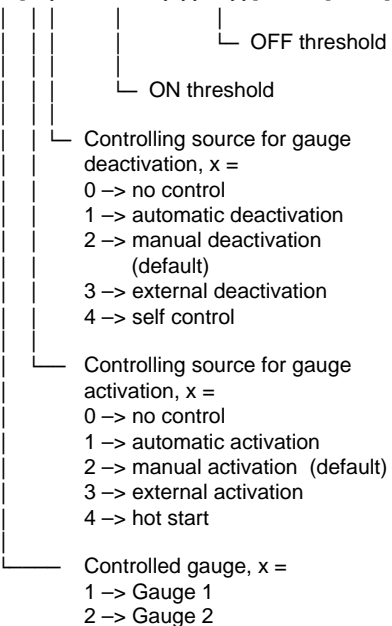 OFF threshold
ON threshold
Controlling source for gauge
deactivation, x =
0 –> no control
1 –> automatic deactivation
2 –> manual deactivation
(default)
3 –> external deactivation
4 –> self control
Controlling source for gauge
activation, x =
0 –> no control
1 –> automatic activation
2 –> manual activation (default)
3 –> external activation
4 –> hot start
Controlled gauge, x =
1 –> Gauge 1
2 –> Gauge 2